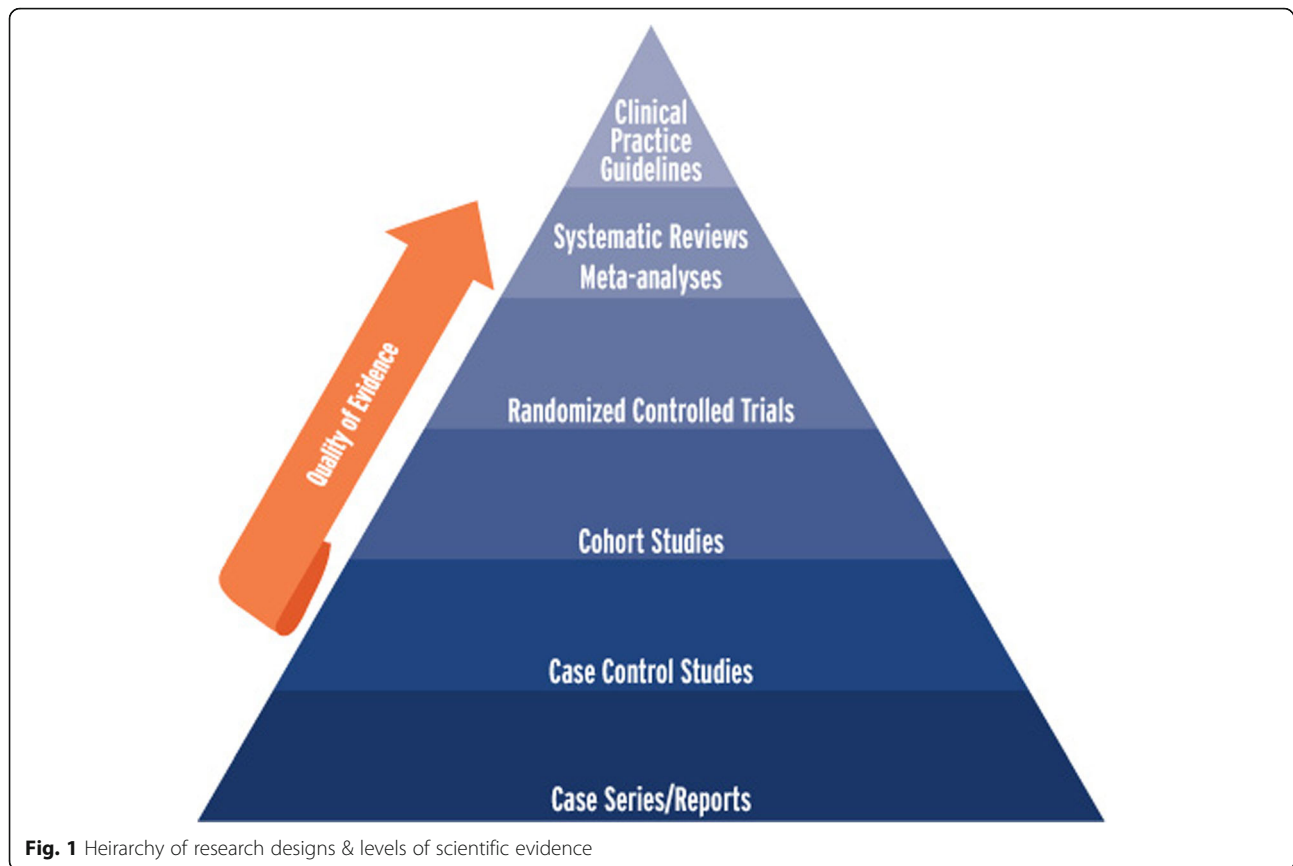 Clinical
Practice
Guidelines
Systematic Reviews
Meta-analyses
Quality of Evidence
Randomized Controlled Trials
Cohort Studies
Case Control Studies
Case Series/Reports
Fig. 1 Heirarchy of research designs & levels of scientific evidence